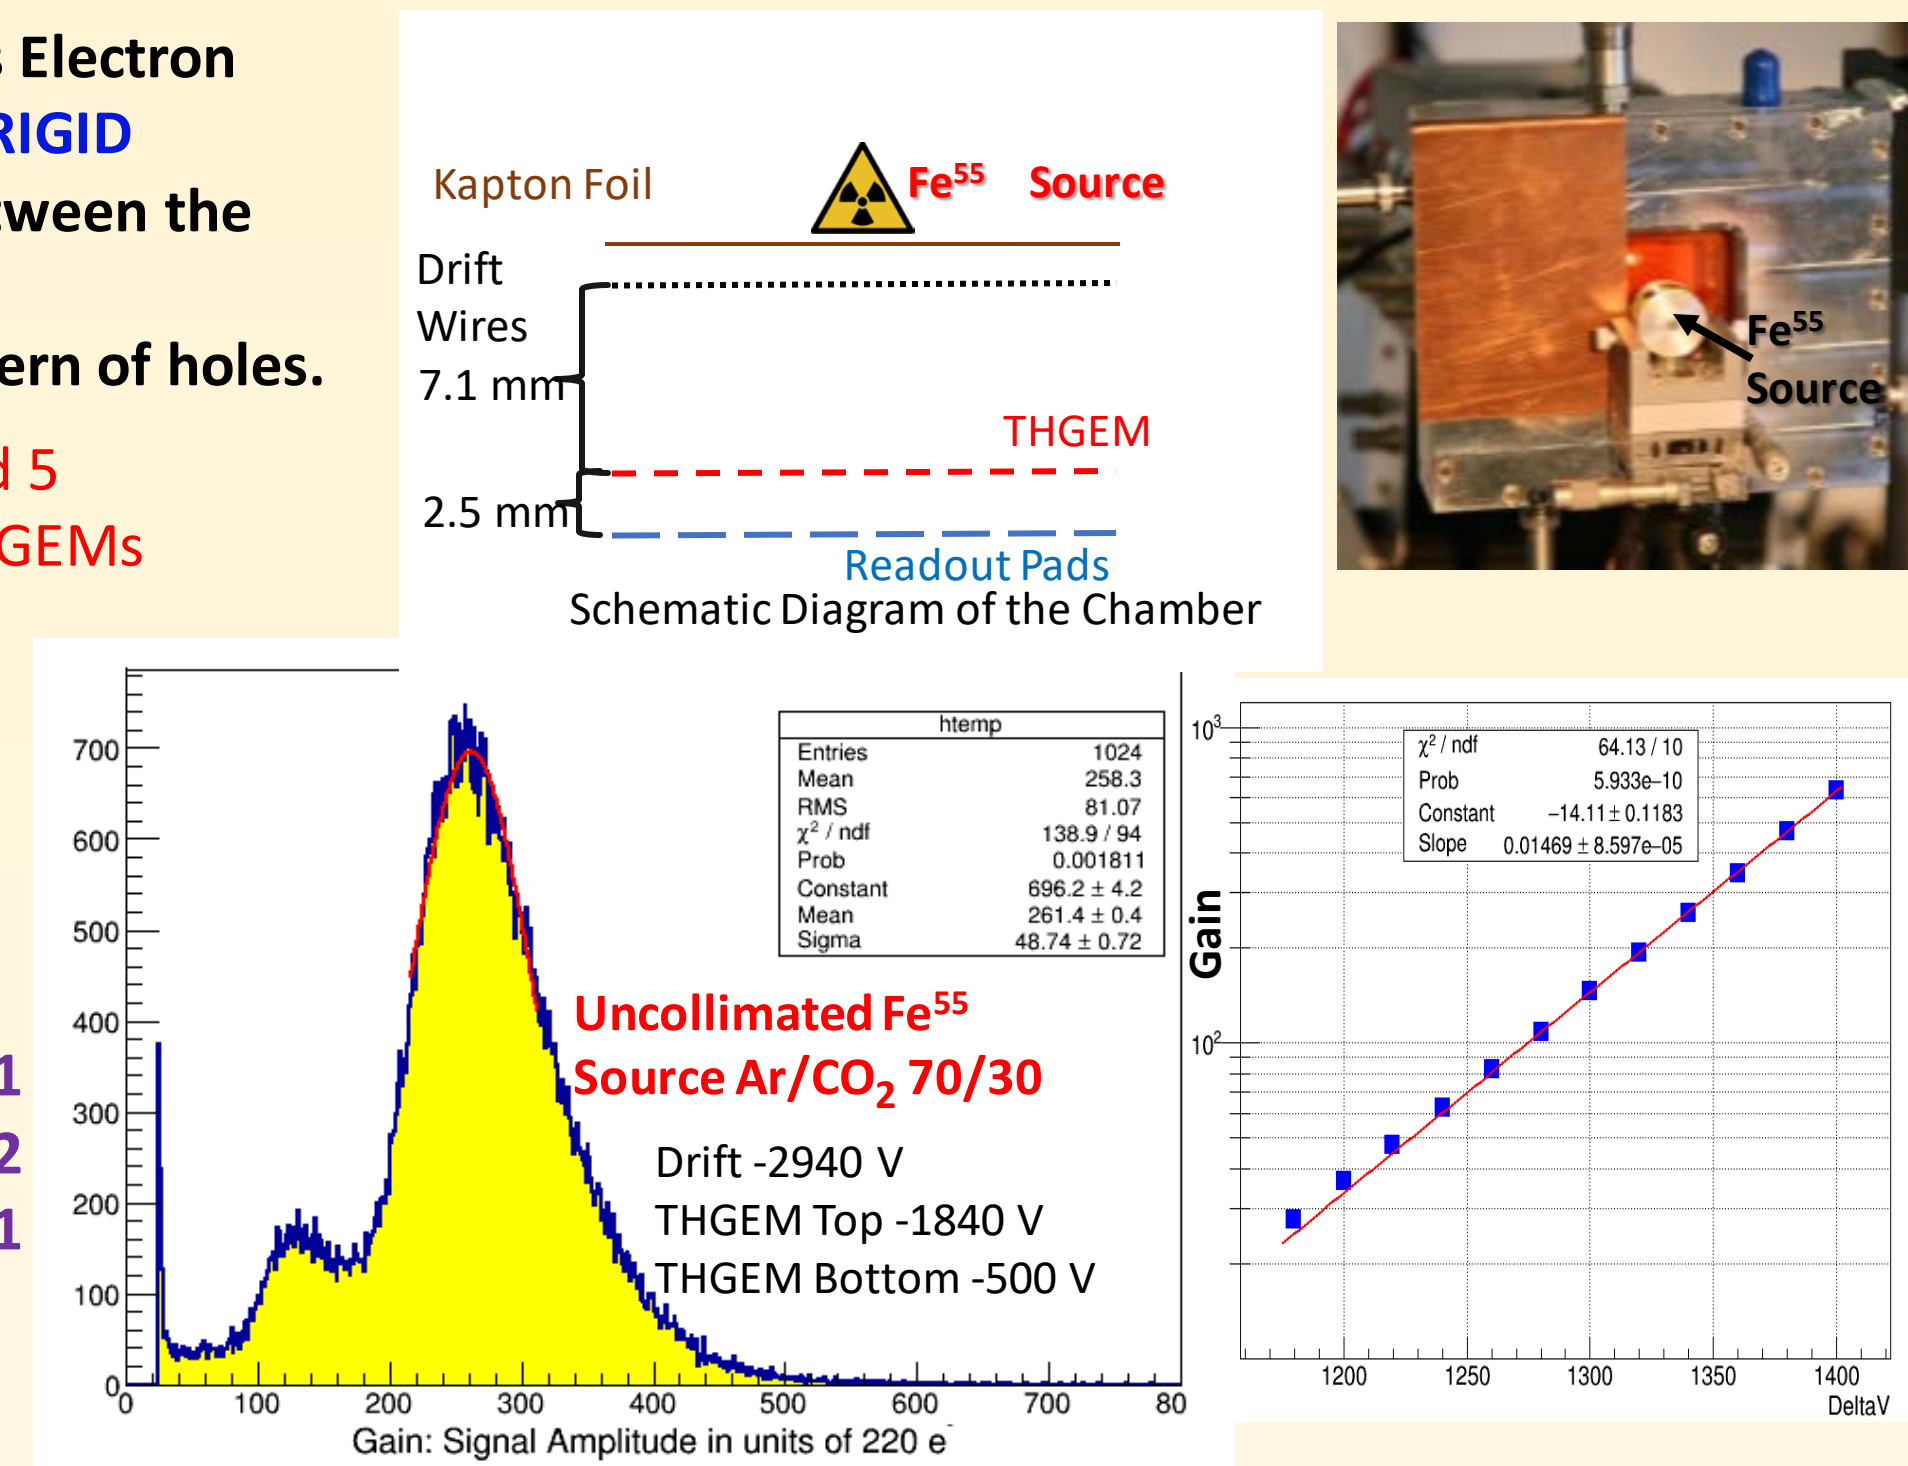 s Electron
RIGID
tween the
ern of holes.
d 5
GEMs
1
2
1
Kapton Foil
Fe55 Source
Drift
Wires
7.1 mm
THGEM
2.5 mm
Readout Pads
Schematic Diagram of the Chamber
Fe55
Source
700
600
500
400
300
200
100
0
0 100 200 300 400 500 600 700 80
Gain: Signal Amplitude in units of 220 e-
htemp
Entries 1024
Mean 258.3
RMS 81.07
χ2 / ndf 138.9 / 94
Prob 0.001811
Constant 696.2 ± 4.2
Mean 261.4 ± 0.4
Sigma 48.74 ± 0.72
Uncollimated Fe55
Source Ar/CO2 70/30
Drift -2940 V
THGEM Top -1840 V
THGEM Bottom -500 V
Gain
103
102
χ2 / ndf 64.13 / 10
Prob 5.933e–10
Constant –14.11 ± 0.1183
Slope 0.01469 ± 8.597e–05
1200 1250 1300 1350 1400
DeltaV